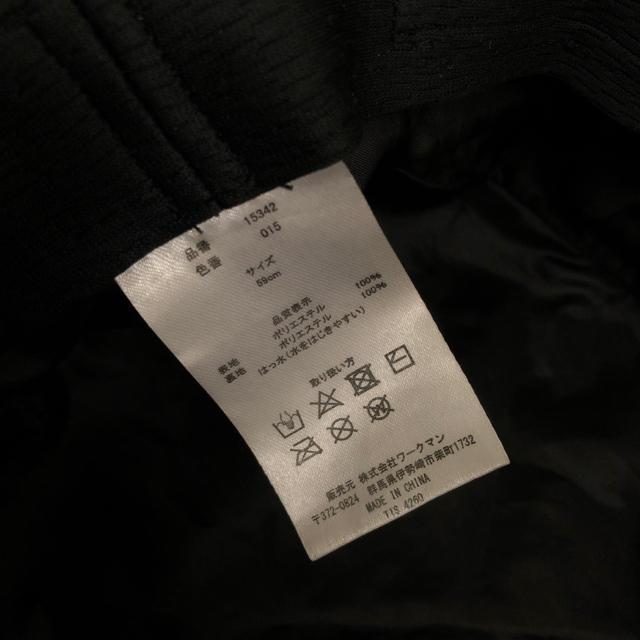 品番 15342
色番 015
サイズ
59cm
品質表示
表地 ポリエステル 100%
裏地 ポリエステル 100%
はっ水(水をはじきやすい)
取り扱い方
販売元 株式会社ワークマン
〒372-0824 群馬県伊勢崎市柴町1732
MADE IN CHINA
TIS 4260